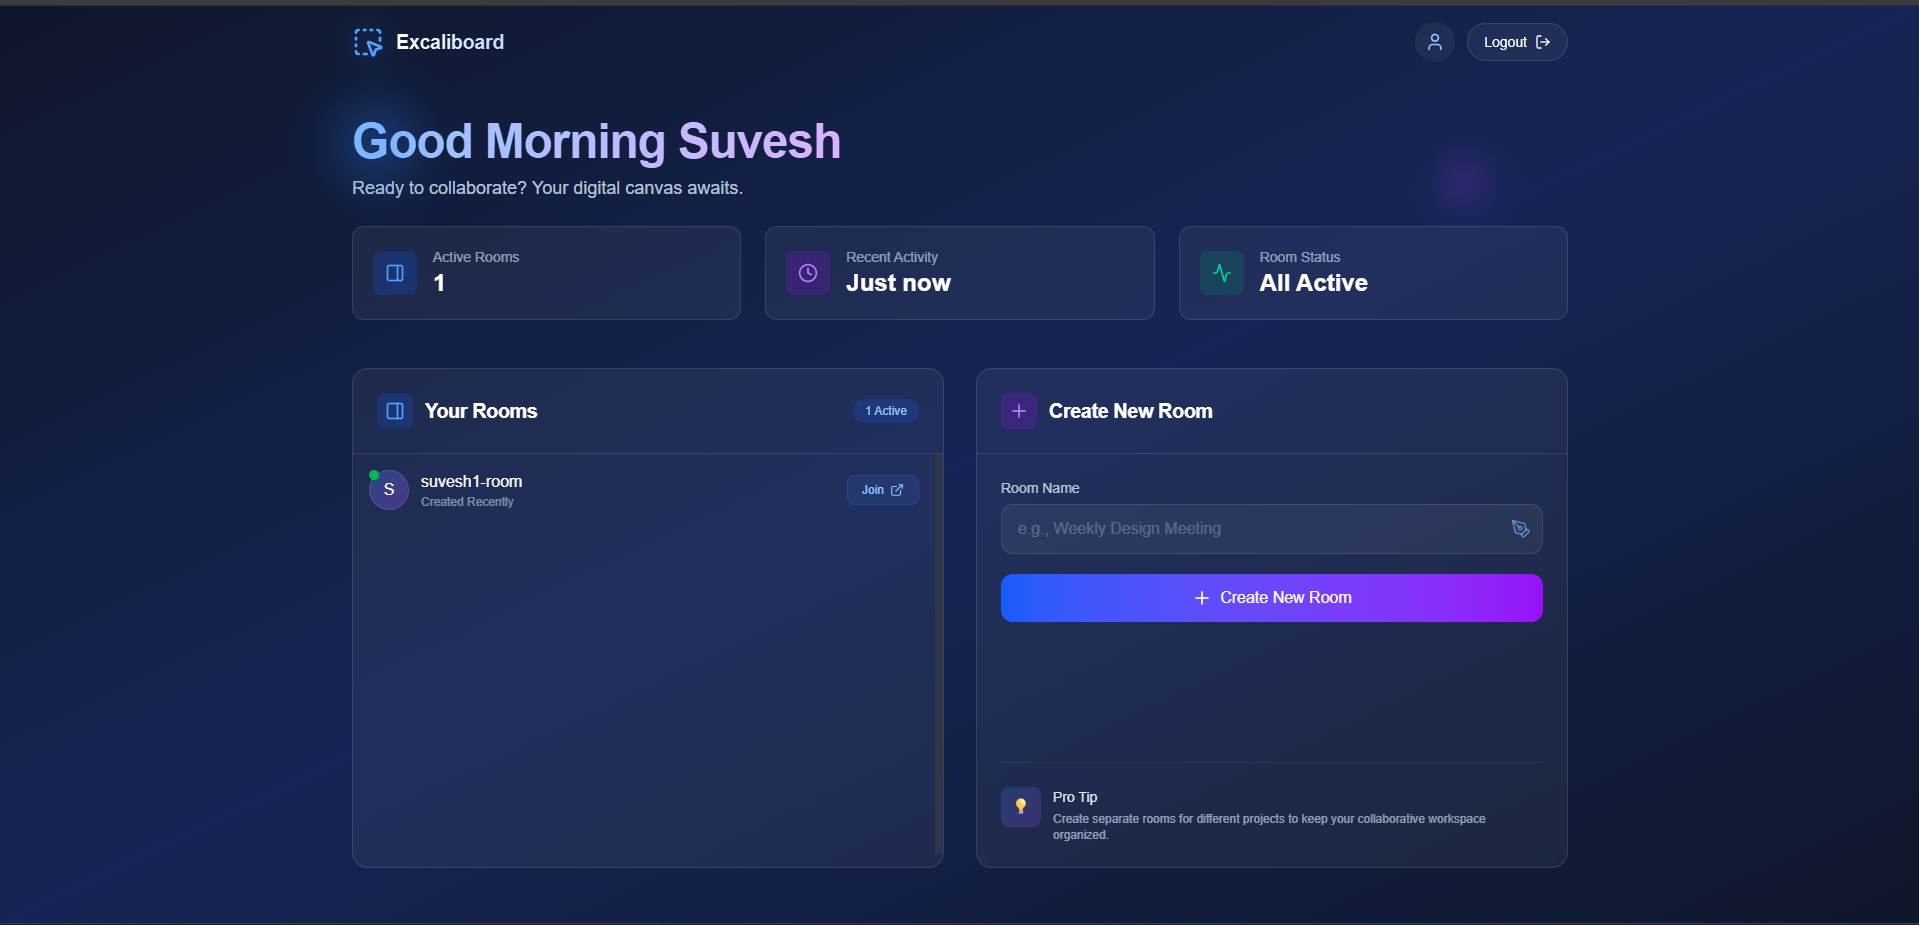 Excaliboard
Logout
Good Morning Suvesh
Ready to collaborate? Your digital canvas awaits.
Active Rooms
1
Recent Activity
Just now
Room Status
All Active
Your Rooms
1 Active
S
suvesh1-room
Created Recently
Join
Create New Room
Room Name
e.g., Weekly Design Meeting
Create New Room
Pro Tip
Create separate rooms for different projects to keep your collaborative workspace
organized.